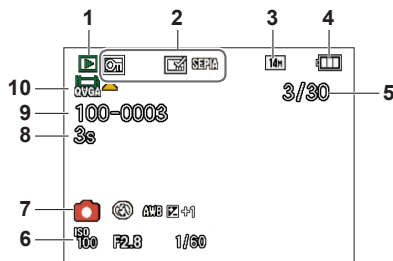 1 2 3 4
SEPIA 14M
10 QVGA 3/30 5
9 100-0003
8 3s
7 AWB +1
6 ISO 100 F2.8 1/60